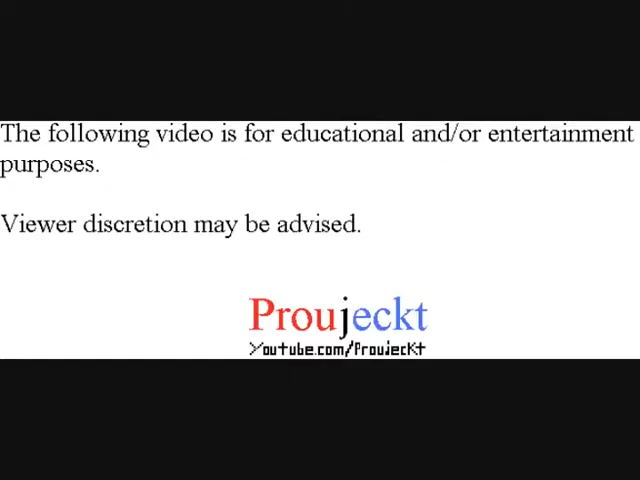 The following video is for educational and/or entertainment
purposes.
Viewer discretion may be advised.
Proujeckt
Youtube.com/Proujeckt